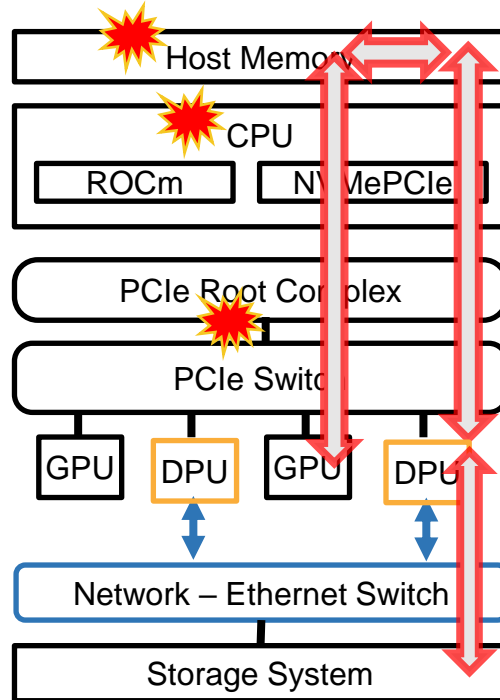 Host Memory
CPU
ROCm
NVMePCIe
PCIe Root Complex
PCIe Switch
GPU
DPU
GPU
DPU
Network – Ethernet Switch
Storage System